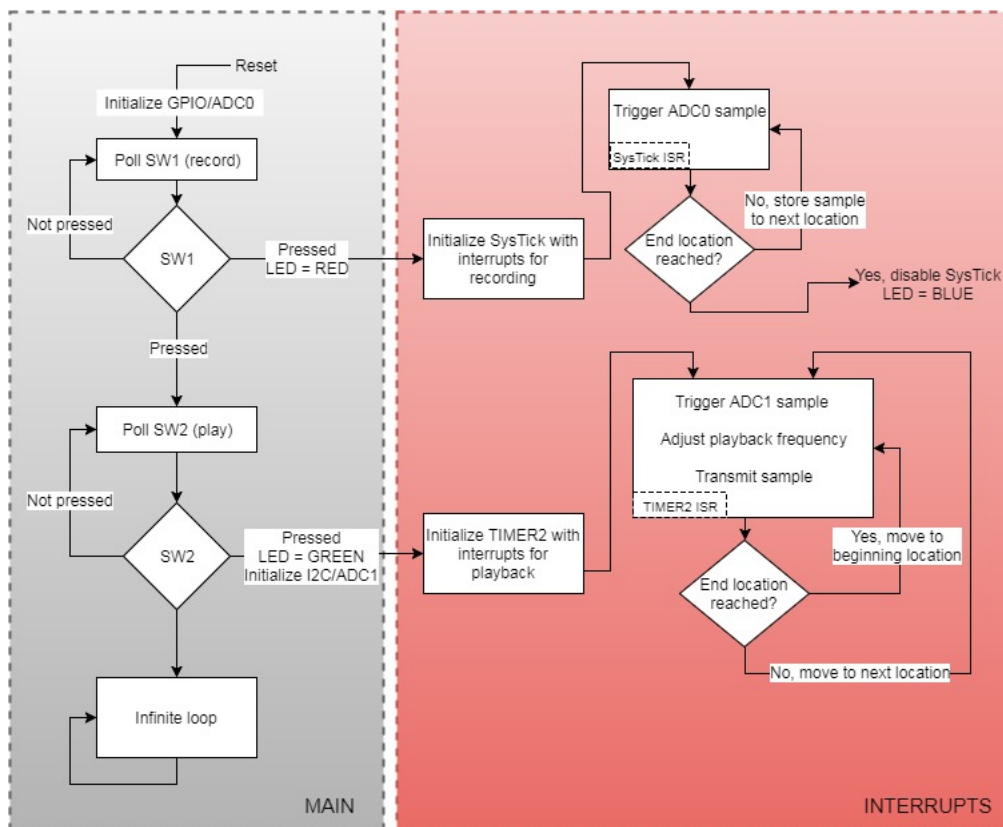 Reset
Initialize GPIO/ADC0
Poll SW1 (record)
Not pressed
SW1
Pressed
LED = RED
Pressed
Poll SW2 (play)
Not pressed
SW2
Pressed
LED = GREEN
Initialize I2C/ADC1
Infinite loop
MAIN
Initialize SysTick with
interrupts for
recording
Trigger ADC0 sample
SysTick ISR
No, store sample
to next location
End location
reached?
Yes, disable SysTick
LED = BLUE
Initialize TIMER2 with
interrupts for
playback
Trigger ADC1 sample
Adjust playback frequency
Transmit sample
TIMER2 ISR
Yes, move to
beginning location
End location
reached?
No, move to next location
INTERRUPTS